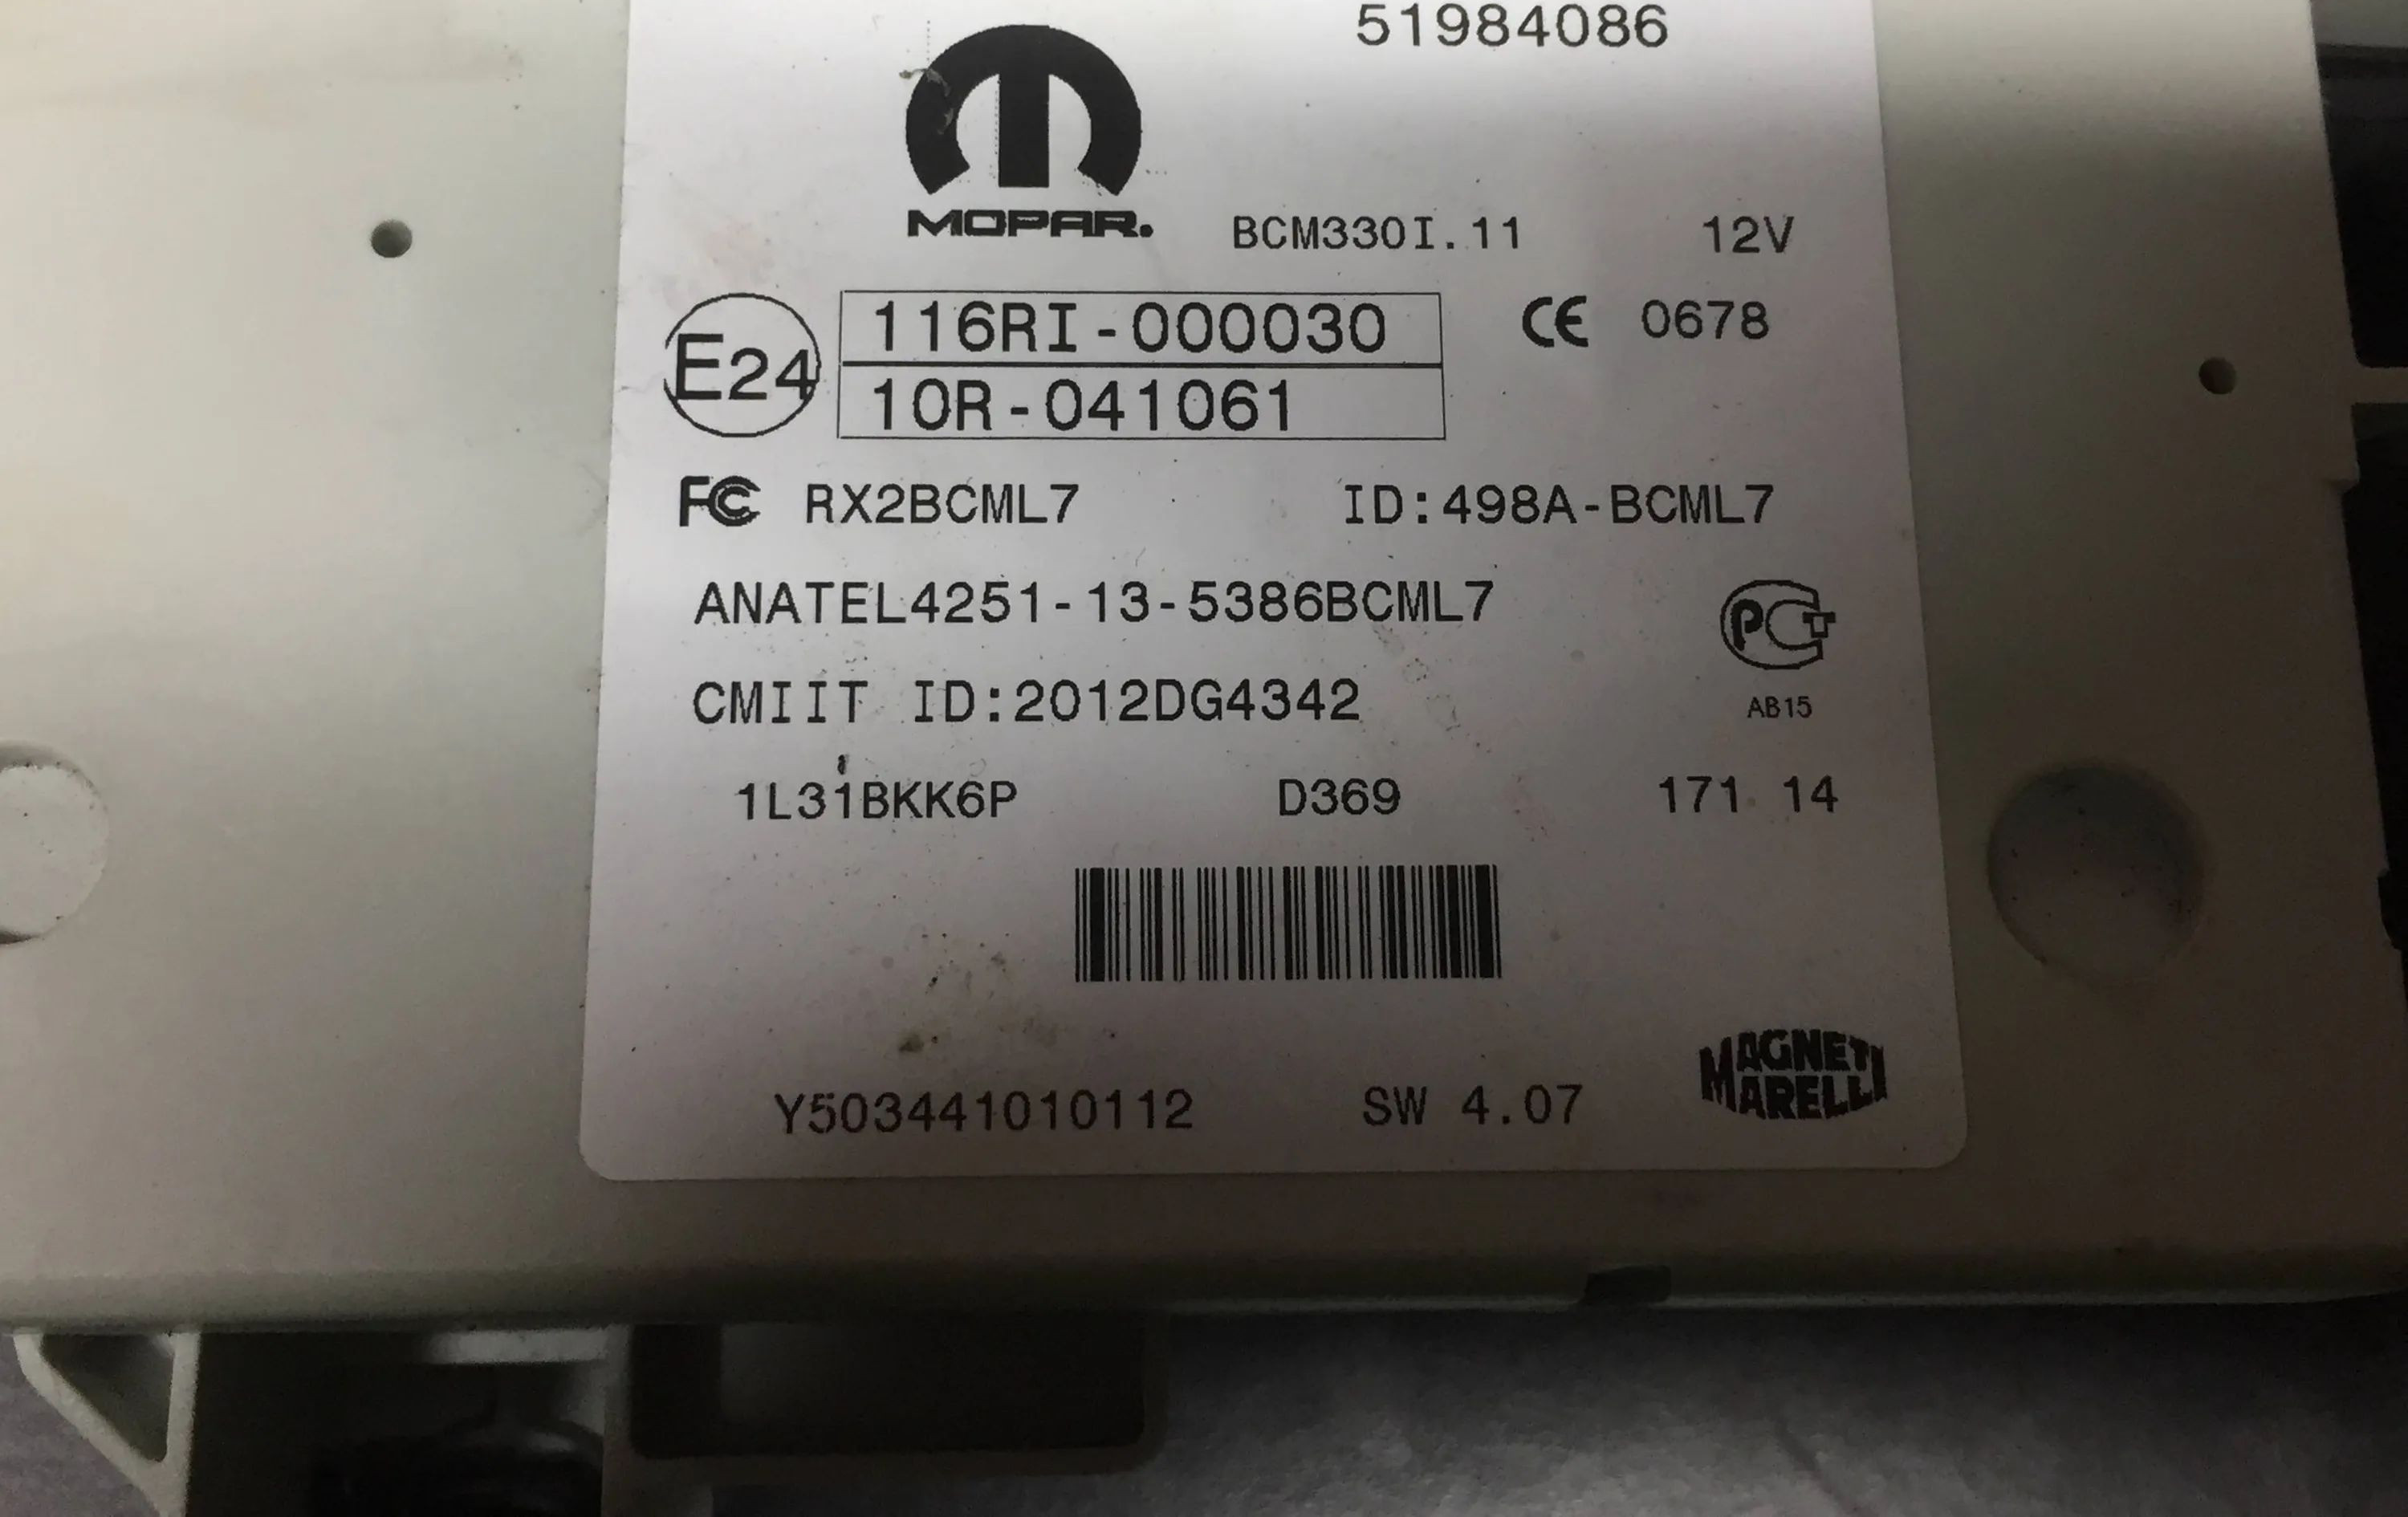 51984086
MOPAR.
BCM330I.11 12V
E24 116RI-000030 CE 0678
10R-041061
FC RX2BCML7 ID:498A-BCML7
ANATEL4251-13-5386BCML7
PCT
CMIIT ID:2012DG4342 AB15
1L31BKK6P D369 171 14
Y503441010112 SW 4.07
MAGNETI
MARELLI